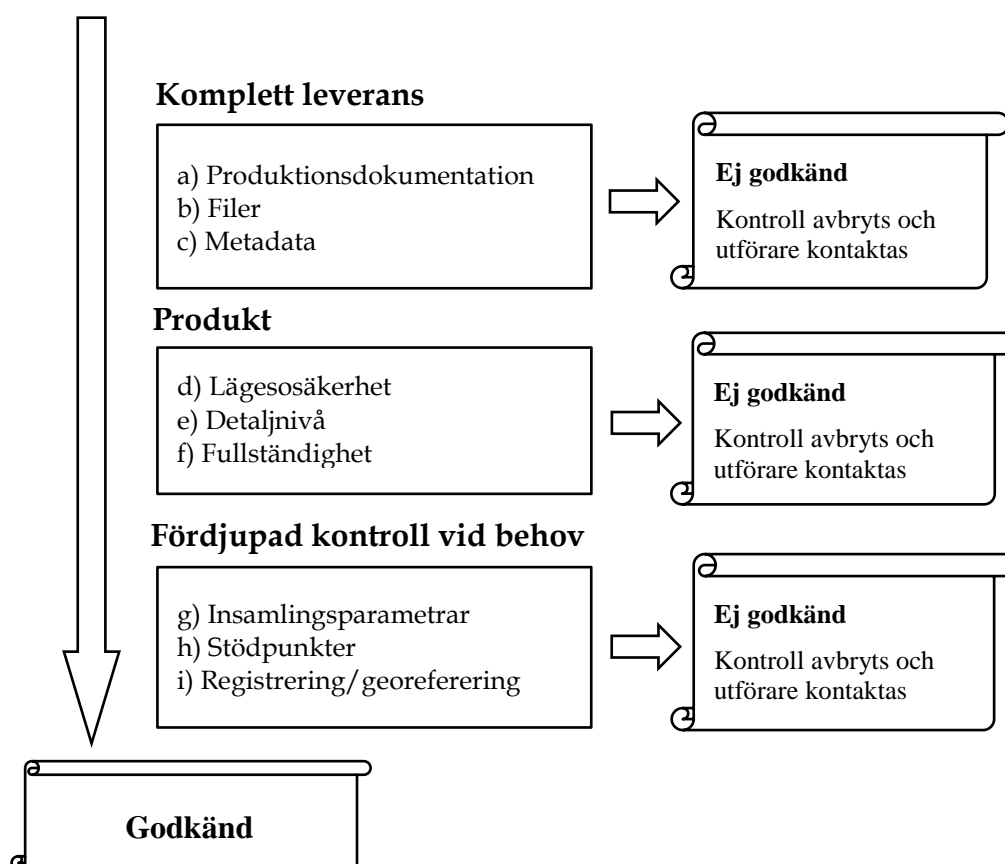 Komplett leverans
a) Produktionsdokumentation
b) Filer
c) Metadata
Ej godkänd
Kontroll avbryts och
utförare kontaktas
Produkt
d) Lägesosäkerhet
e) Detaljnivå
f) Fullständighet
Ej godkänd
Kontroll avbryts och
utförare kontaktas
Fördjupad kontroll vid behov
g) Insamlingsparametrar
h) Stödpunkter
i) Registrering/georeferering
Ej godkänd
Kontroll avbryts och
utförare kontaktas
Godkänd